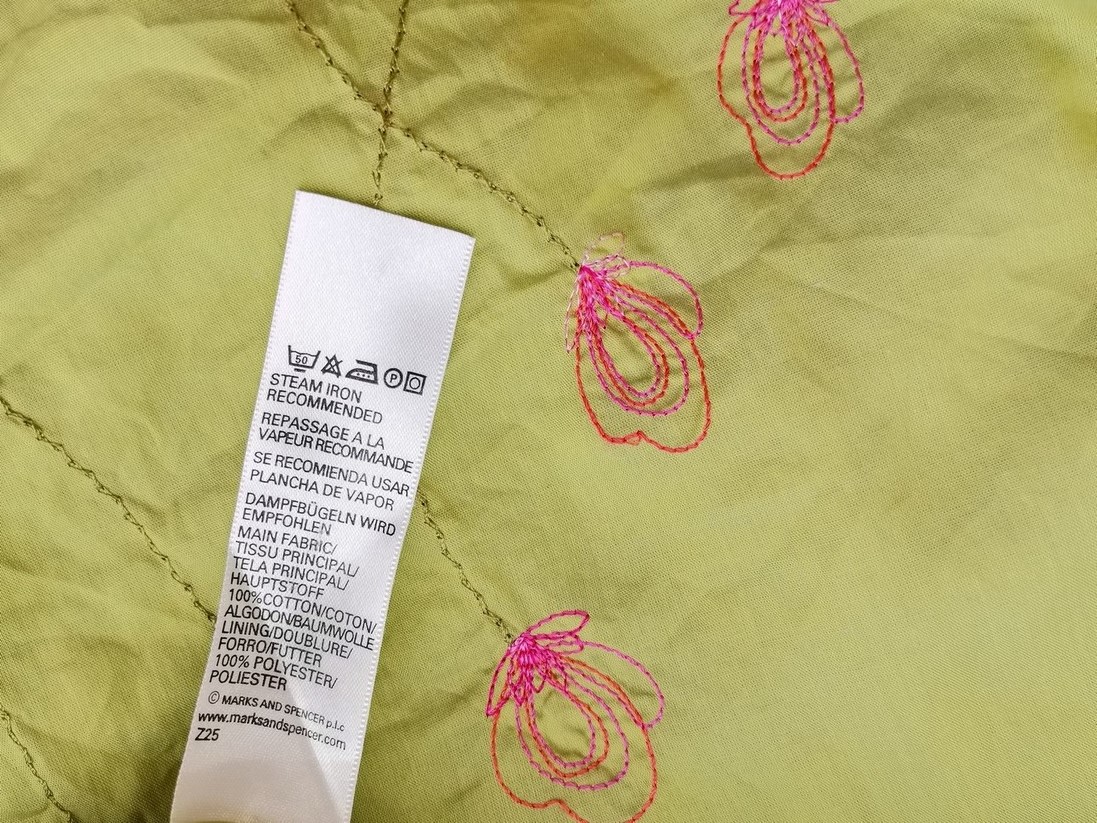 50 P
STEAM IRON
RECOMMENDED
REPASSAGE A LA
VAPEUR RECOMMANDE
SE RECOMIENDA USAR
PLANCHA DE VAPOR
DAMPFBÜGELN WIRD
EMPFOHLEN
MAIN FABRIC/
TISSU PRINCIPAL/
TELA PRINCIPAL/
HAUPTSTOFF
100%COTTON/COTON/
ALGODON/BAUMWOLLE
LINING/DOUBLURE/
FORRO/FUTTER
100% POLYESTER/
POLIESTER
© MARKS AND SPENCER p.l.c
www.marksandspencer.com
Z25